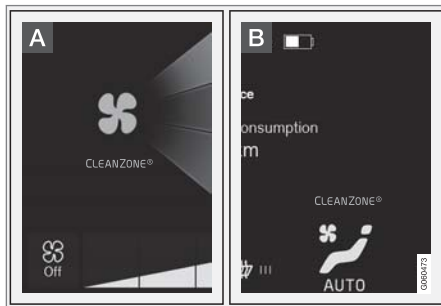 A
CLEANZONE®
Off
B
ce
onsumption
m
CLEANZONE®
AUTO
G060473